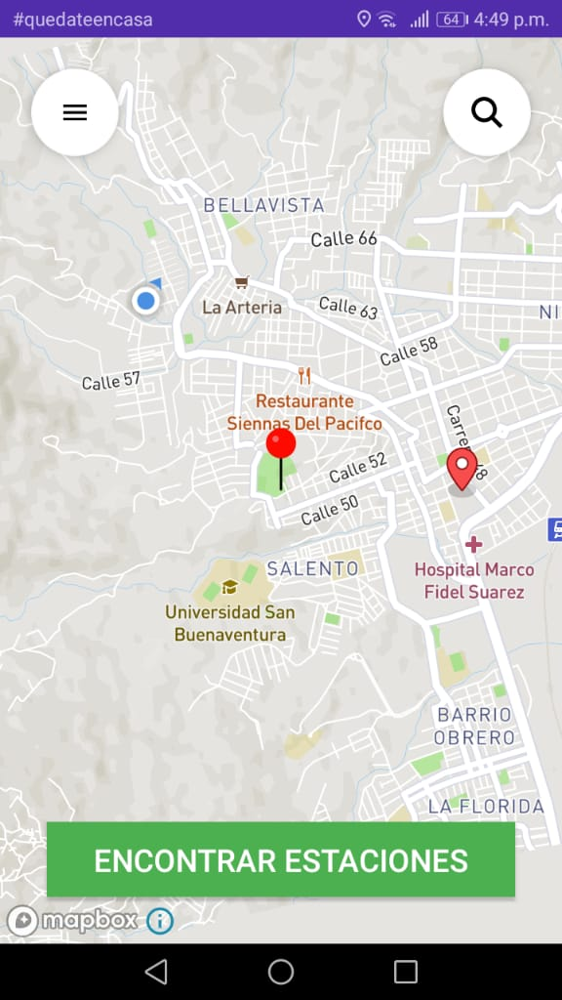 #quedateencasa
64
4:49 p.m.
BELLAVISTA
Calle 66
La Arteria
Calle 63
NI
Calle 58
Calle 57
Restaurante
Siennas Del Pacifco
Calle 52
Calle 50
SALENTO
Hospital Marco
Fidel Suarez
Universidad San
Buenaventura
BARRIO
OBRERO
LA FLORIDA
ENCONTRAR ESTACIONES
mapbox